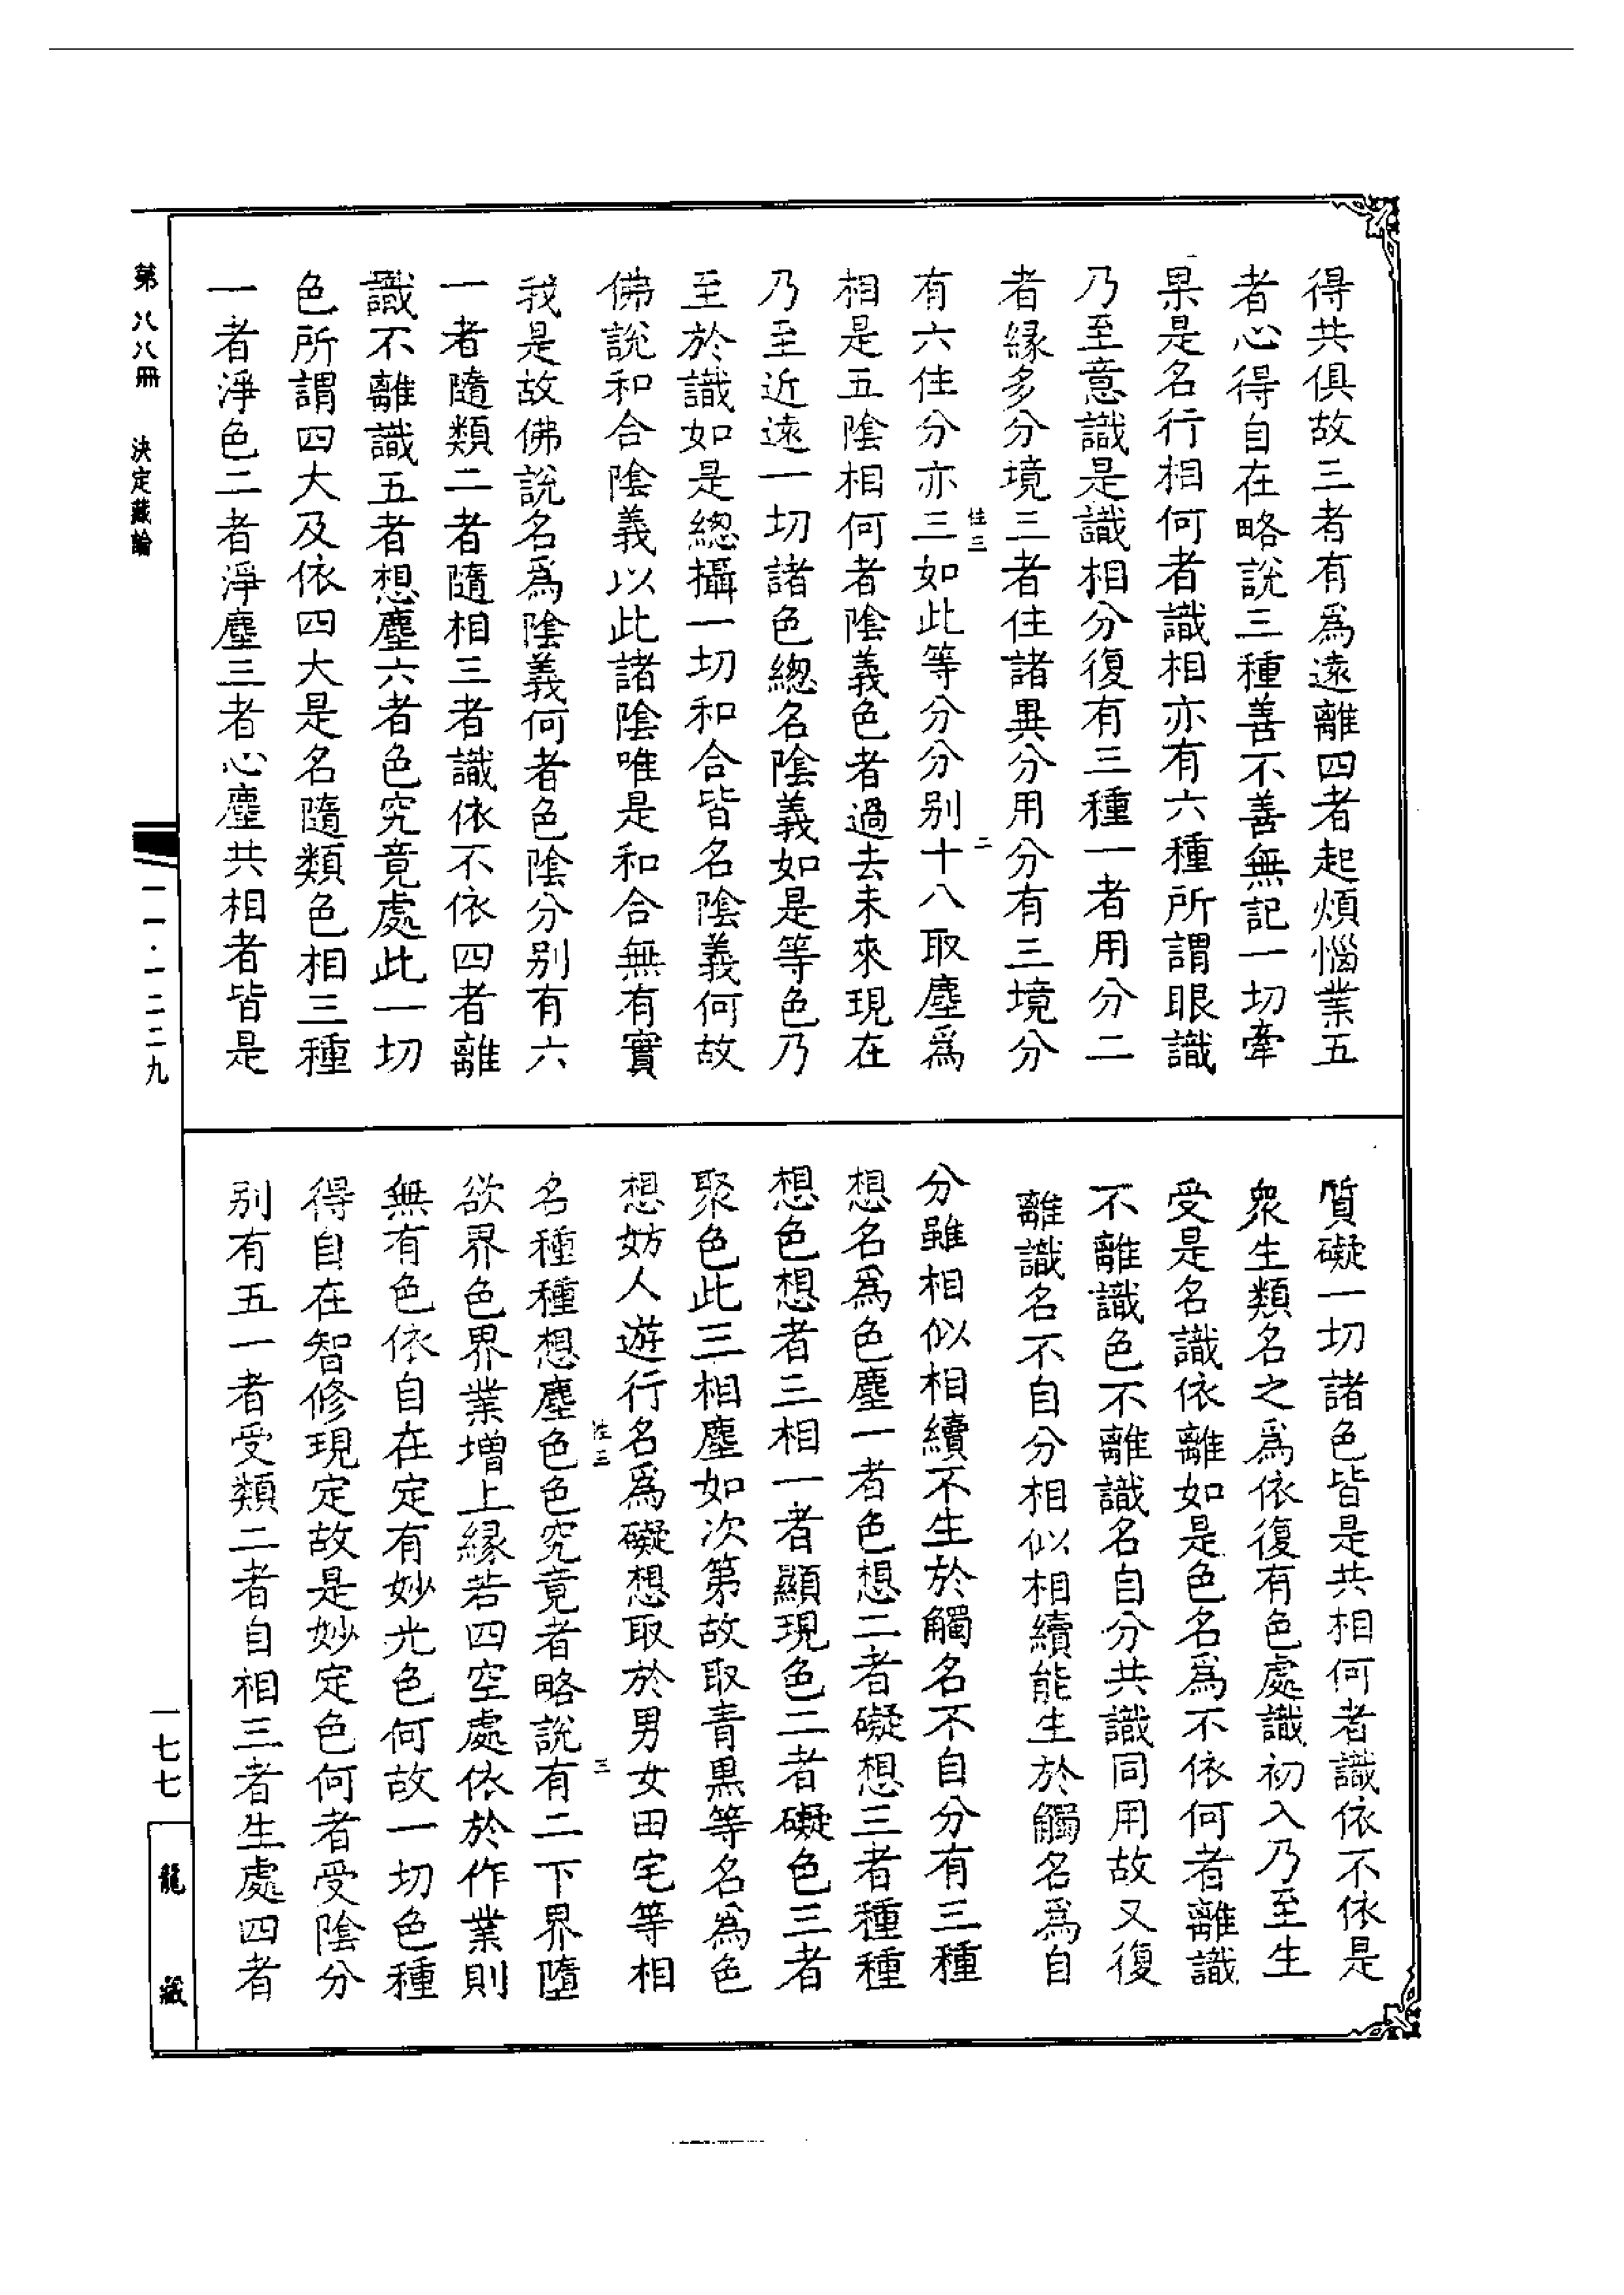 得共俱故三者有爲遠離四者起煩惱業五
者心得自在略說三種善不善無記一切牽
果是名行相何者識相亦有六種所謂眼識
乃至意識是識相分復有三種一者用分二
者緣多分境三者住諸異分用分有三境分
有六住分亦三如此等分分別十八取塵爲
相是五陰相何者陰義色者過去未來現在
乃至近遠一切諸色總名陰義如是等色乃
至於識如是總攝一切和合皆名陰義何故
佛說和合陰義以此諸陰唯是和合無有實
我是故佛說名爲陰義何者色陰分別有六
一者隨類二者隨相三者識依不依四者離
識不離識五者想塵六者色究竟處此一切
色所謂四大及依四大是名隨類色相三種
一者淨色二者淨塵三者心塵共相者皆是
質礙一切諸色皆是共相何者識依不依是
衆生類名之爲依復有色處識初入乃至生
受是名識依離如是色名爲不依何者離識
不離識色不離識名自分共識同用故又復
離識名不自分相似相續能生於觸名爲自
分雖相似相續不生於觸名不自分有三種
想名爲色塵一者色想二者礙想三者種種
想色想者三相一者顯現色二者礙色三者
聚色此三相塵如次第故取青黑等名爲色
想妨人遊行名爲礙想取於男女田宅等相
名種種想塵色色究竟者略說有二下界墮
欲界色界業增上緣若四空處依於作業則
無有色依自在定有妙光色何故一切色種
得自在智修現定故是妙定色何者受陰分
別有五一者受類二者自相三者生處四者
第八八冊
決定藏論
一一·一二二九
一七七
龍藏